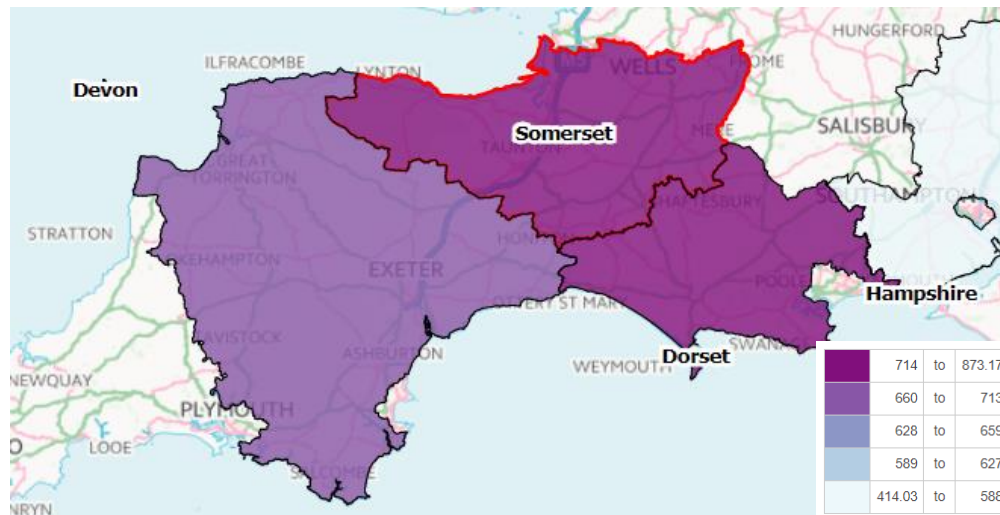 HUNGERFORD
ILFRACOMBE
LYNTON
WELLS
FROME
Devon
Somerset
SALISBURY
MERE
TAUNTON
GREAT
TORRINGTON
SHAFTESBURY
SOUTHAMPTON
STRATTON
HONITON
OKEHAMPTON
EXETER
POOLE
Hampshire
OTTERY ST MAR
TAVISTOCK
SWANAGE
Dorset
WEYMOUTH
ASHBURTON
NEWQUAY
PLYMOUTH
LOOE
SALCOMBE
714 to 873.17
660 to 713
628 to 659
589 to 627
414.03 to 588